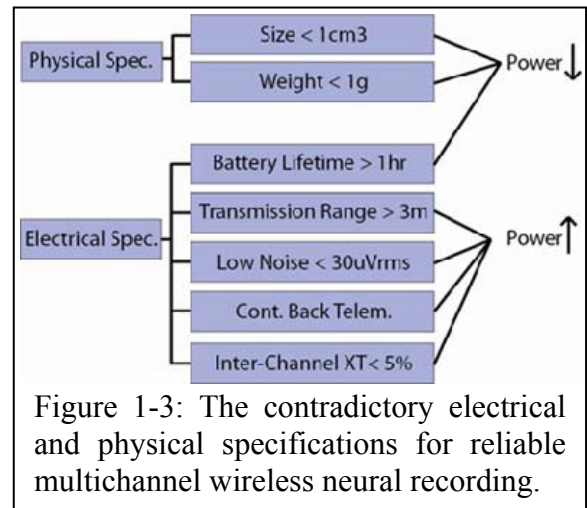 Size < 1cm3
Physical Spec.
Weight < 1g
Power ↓
Battery Lifetime > 1hr
Transmission Range > 3m
Electrical Spec.
Low Noise < 30uVrms
Power ↑
Cont. Back Telem.
Inter-Channel XT< 5%
Figure 1-3: The contradictory electrical
and physical specifications for reliable
multichannel wireless neural recording.